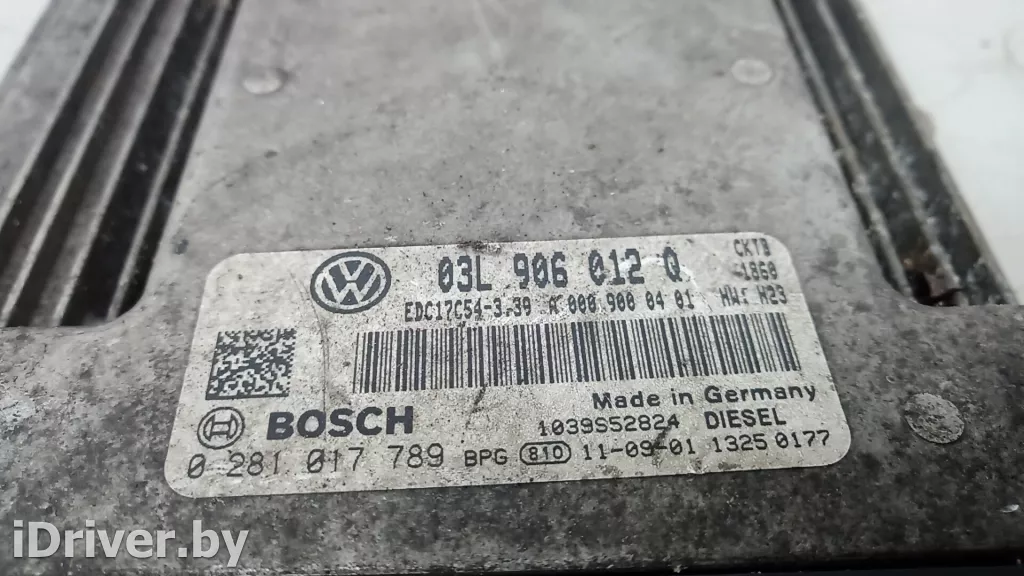 03L 906 012 Q
CKTB
-1860
EDC17C54-3.39 A 000 900 04 01 HW: H23
Made in Germany
BOSCH
1039S52824 DIESEL
0 281 017 789 BPG 810 11-09-01 1325 0177
iDriver.by